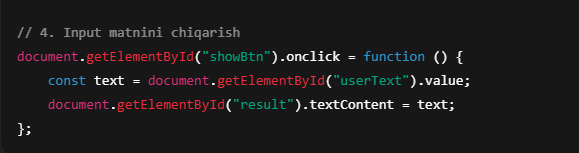 // 4. Input matnini chiqarish
document.getElementById("showBtn").onclick = function () {
    const text = document.getElementById("userText").value;
    document.getElementById("result").textContent = text;
};